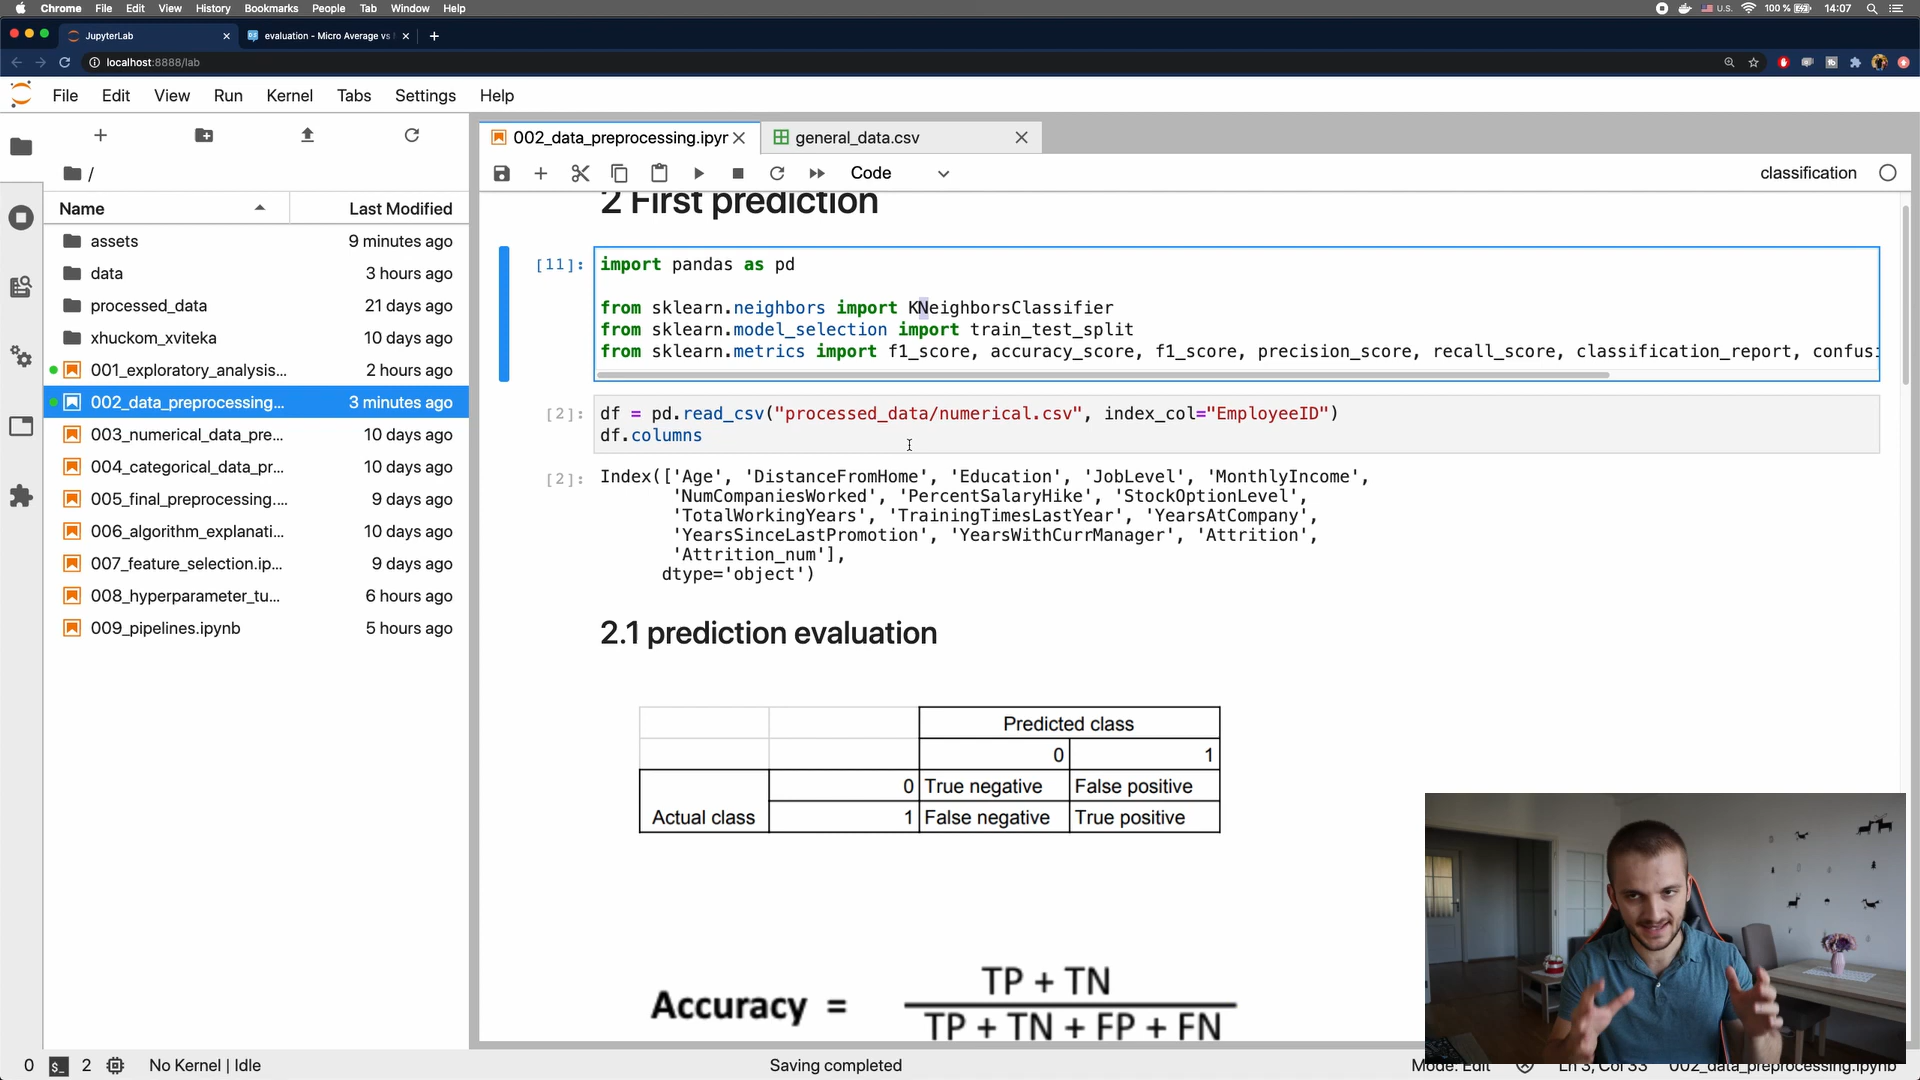 Chrome File Edit View History Bookmarks People Tab Window Help
U.S. 100 % 14:07
JupyterLab
evaluation - Micro Average vs
localhost:8888/lab
File Edit View Run Kernel Tabs Settings Help
002_data_preprocessing.ipyr
general_data.csv
/
Code
classification
Name Last Modified
assets 9 minutes ago
data 3 hours ago
processed_data 21 days ago
xhuckom_xviteka 10 days ago
001_exploratory_analysis... 2 hours ago
002_data_preprocessing... 3 minutes ago
003_numerical_data_pre... 10 days ago
004_categorical_data_pr... 10 days ago
005_final_preprocessing.... 9 days ago
006_algorithm_explanati... 10 days ago
007_feature_selection.ip... 9 days ago
008_hyperparameter_tu... 6 hours ago
009_pipelines.ipynb 5 hours ago
2 First prediction
[11]: import pandas as pd
from sklearn.neighbors import KNeighborsClassifier
from sklearn.model_selection import train_test_split
from sklearn.metrics import f1_score, accuracy_score, f1_score, precision_score, recall_score, classification_report, confus
[2]: df = pd.read_csv("processed_data/numerical.csv", index_col="EmployeeID")
df.columns
[2]: Index(['Age', 'DistanceFromHome', 'Education', 'JobLevel', 'MonthlyIncome',
'NumCompaniesWorked', 'PercentSalaryHike', 'StockOptionLevel',
'TotalWorkingYears', 'TrainingTimesLastYear', 'YearsAtCompany',
'YearsSinceLastPromotion', 'YearsWithCurrManager', 'Attrition',
'Attrition_num'],
dtype='object')
2.1 prediction evaluation
Predicted class
0 1
0 True negative False positive
Actual class 1 False negative True positive
TP + TN
Accuracy =
TP + TN + FP + FN
0 2 No Kernel | Idle
Saving completed
Mode: Edit Ln 3, Col 33 002_data_preprocessing.ipynb